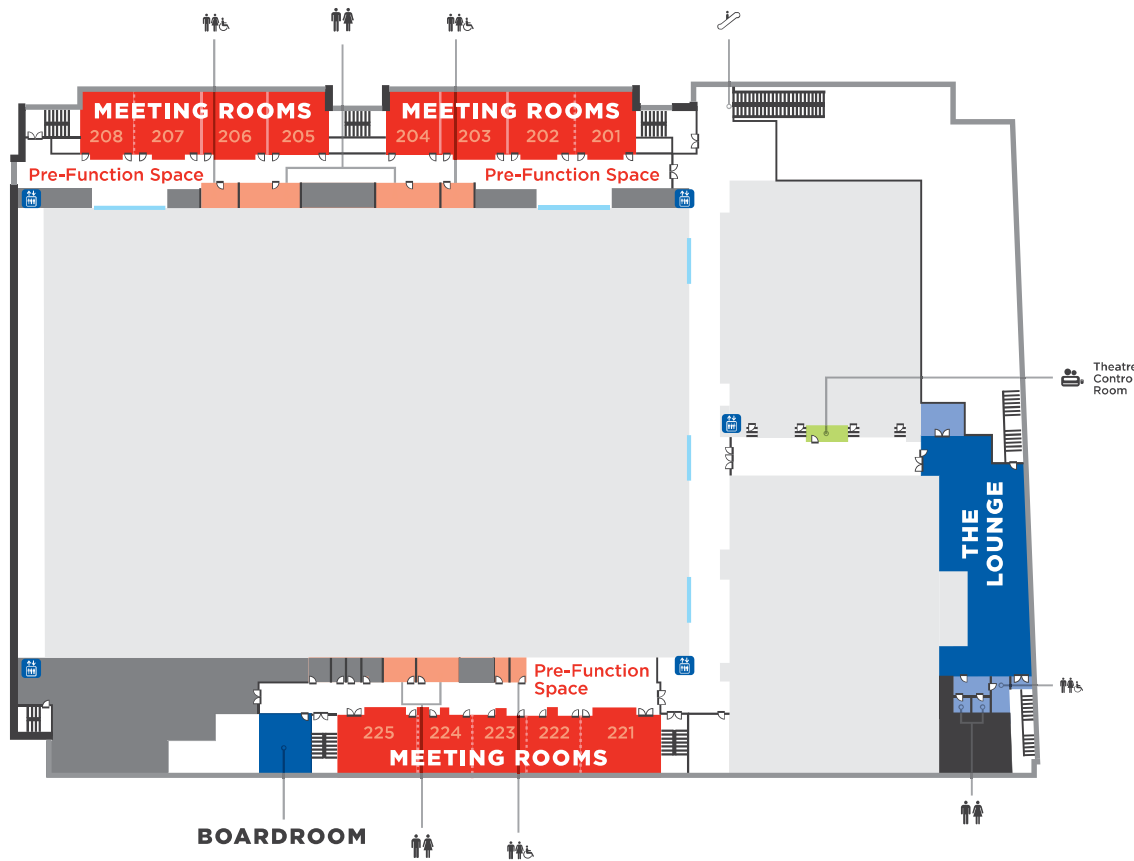 MEETING ROOMS
208 207 206 205
MEETING ROOMS
204 203 202 201
Pre-Function Space
Pre-Function Space
Theatre
Contro
Room
THE
LOUNGE
Pre-Function
Space
225 224 223 222 221
MEETING ROOMS
BOARDROOM